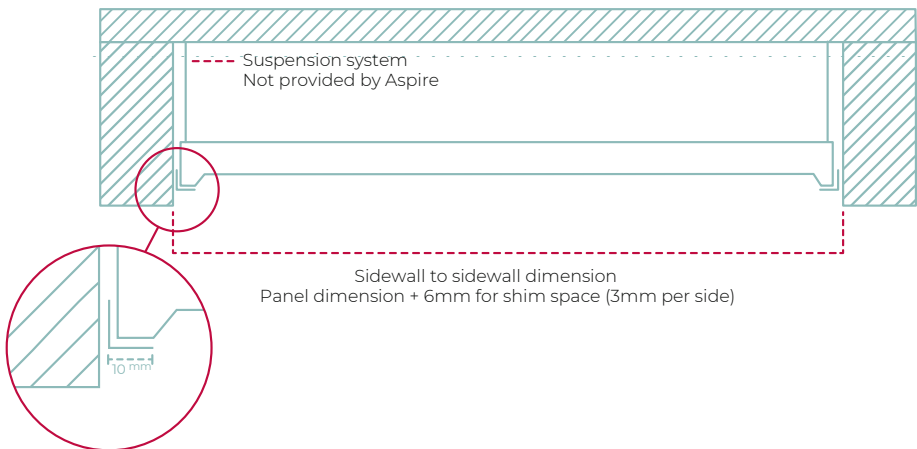 Suspension system
Not provided by Aspire
Sidewall to sidewall dimension
Panel dimension + 6mm for shim space (3mm per side)
10 mm